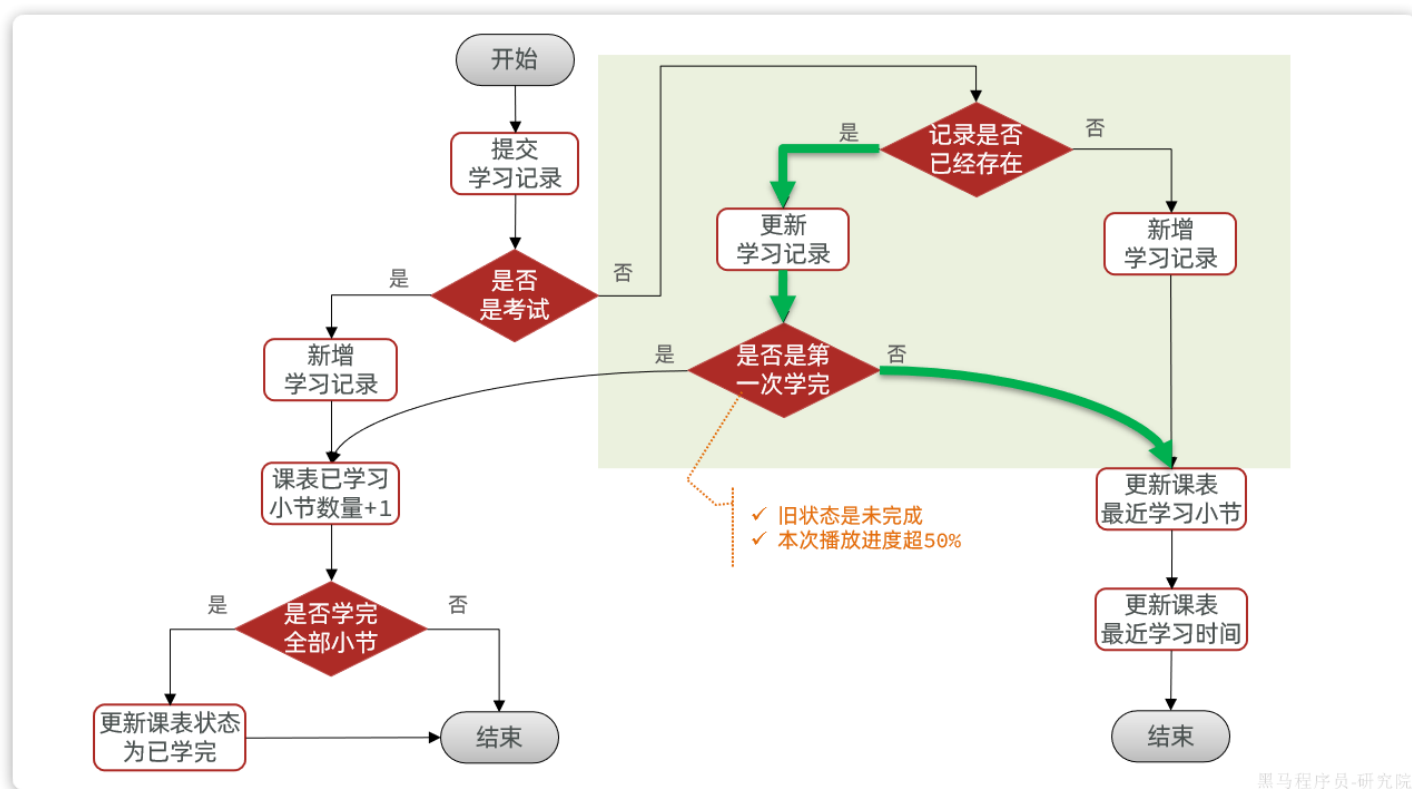 开始
提交
学习记录
是否
是考试
是
否
新增
学习记录
课表已学习
小节数量+1
是否学完
全部小节
是
否
更新课表状态
为已学完
结束
记录是否
已经存在
是
否
更新
学习记录
新增
学习记录
是否是第
一次学完
是
否
✓ 旧状态是未完成
✓ 本次播放进度超50%
更新课表
最近学习小节
更新课表
最近学习时间
结束
黑马程序员-研究院